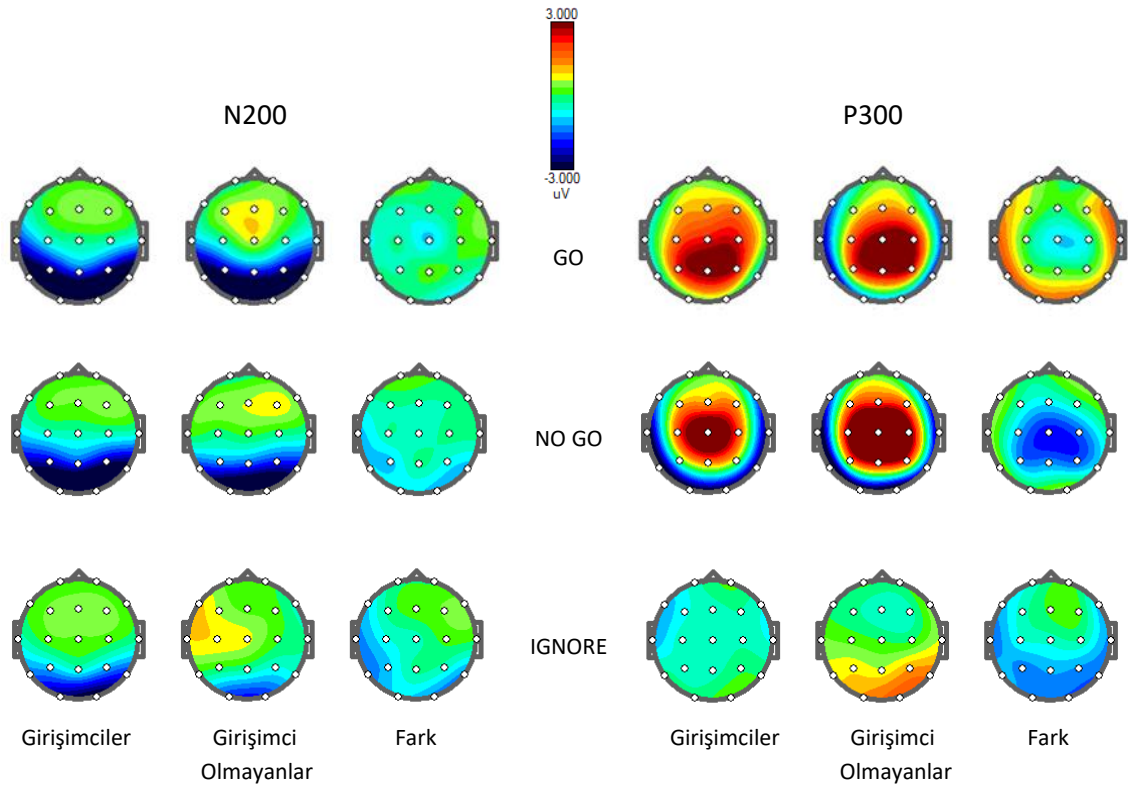 3.000
-3.000
uV
N200
P300
GO
NO GO
IGNORE
Girişimciler
Girişimci
Olmayanlar
Fark
Girişimciler
Girişimci
Olmayanlar
Fark